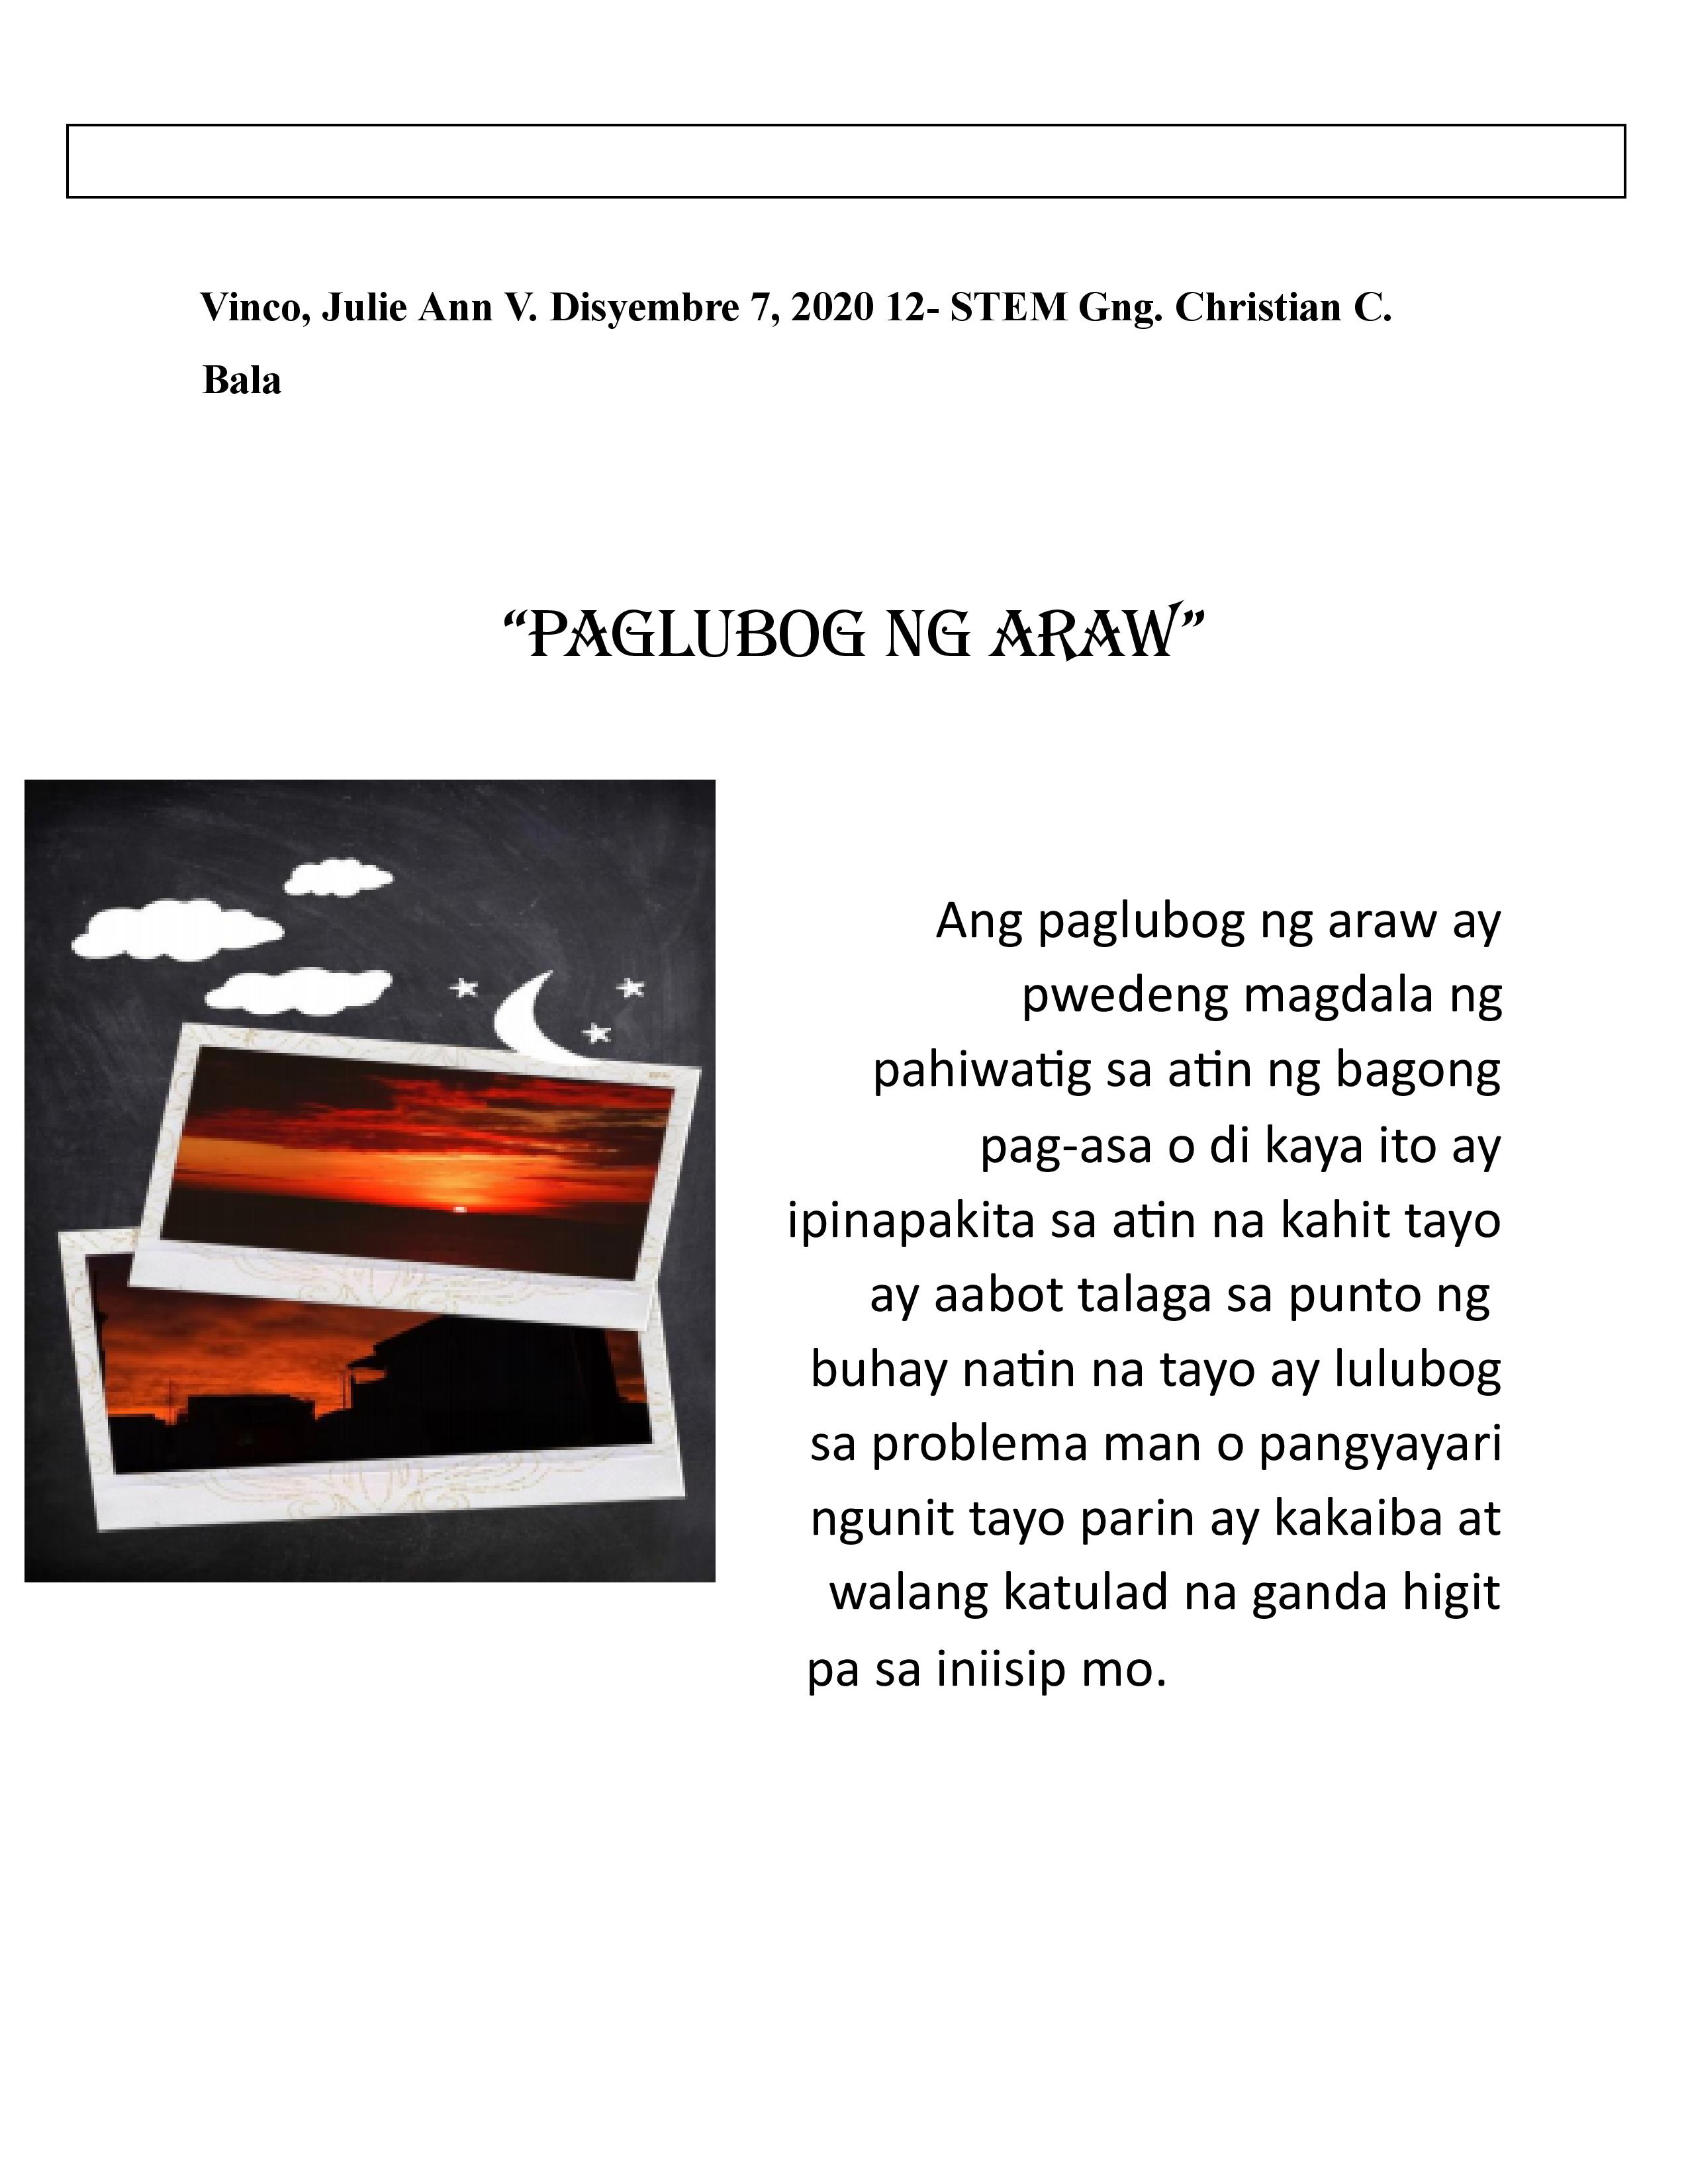 Vinco, Julie Ann V. Disyembre 7, 2020 12- STEM Gng. Christian C.
Bala
“PAGLUBOG NG ARAW”
Ang paglubog ng araw ay
pwedeng magdala ng
pahiwatig sa atin ng bagong
pag-asa o di kaya ito ay
ipinapakita sa atin na kahit tayo
ay aabot talaga sa punto ng
buhay natin na tayo ay lulubog
sa problema man o pangyayari
ngunit tayo parin ay kakaiba at
walang katulad na ganda higit
pa sa iniisip mo.